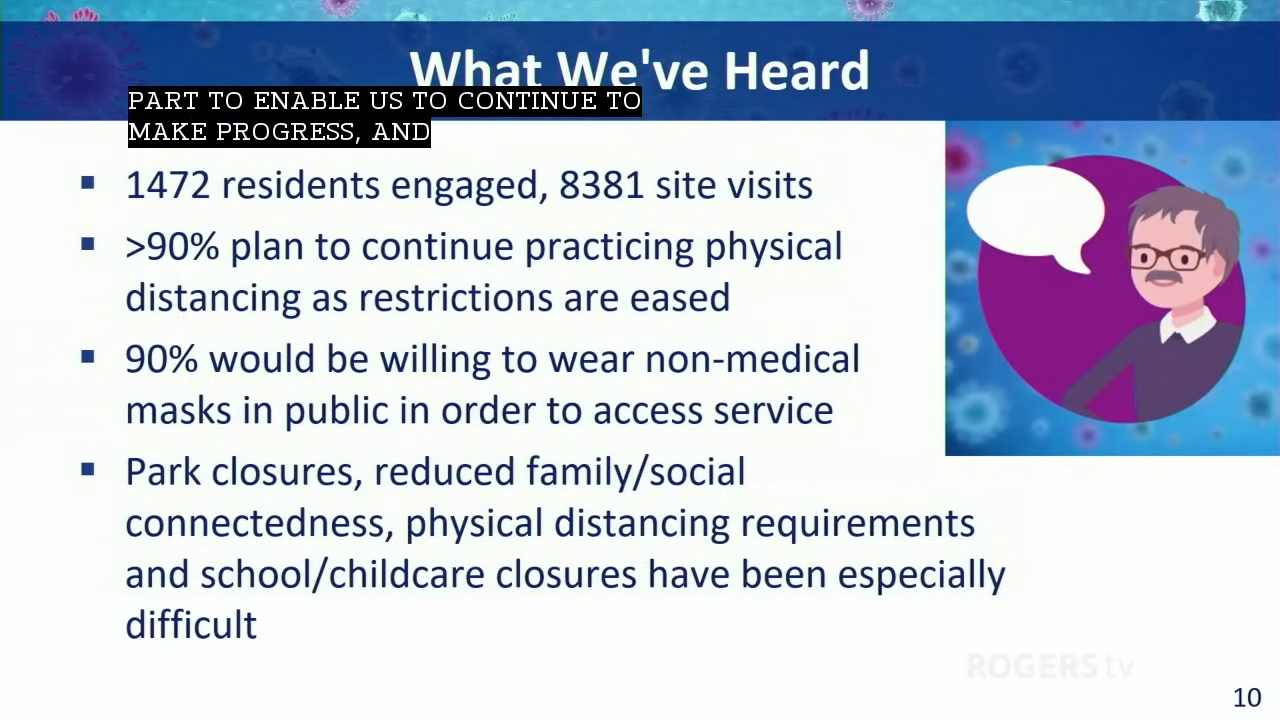 What We've Heard
PART TO ENABLE US TO CONTINUE TO
MAKE PROGRESS, AND
▪ 1472 residents engaged, 8381 site visits
▪ >90% plan to continue practicing physical
distancing as restrictions are eased
▪ 90% would be willing to wear non-medical
masks in public in order to access service
▪ Park closures, reduced family/social
connectedness, physical distancing requirements
and school/childcare closures have been especially
difficult
ROGERS tv
10